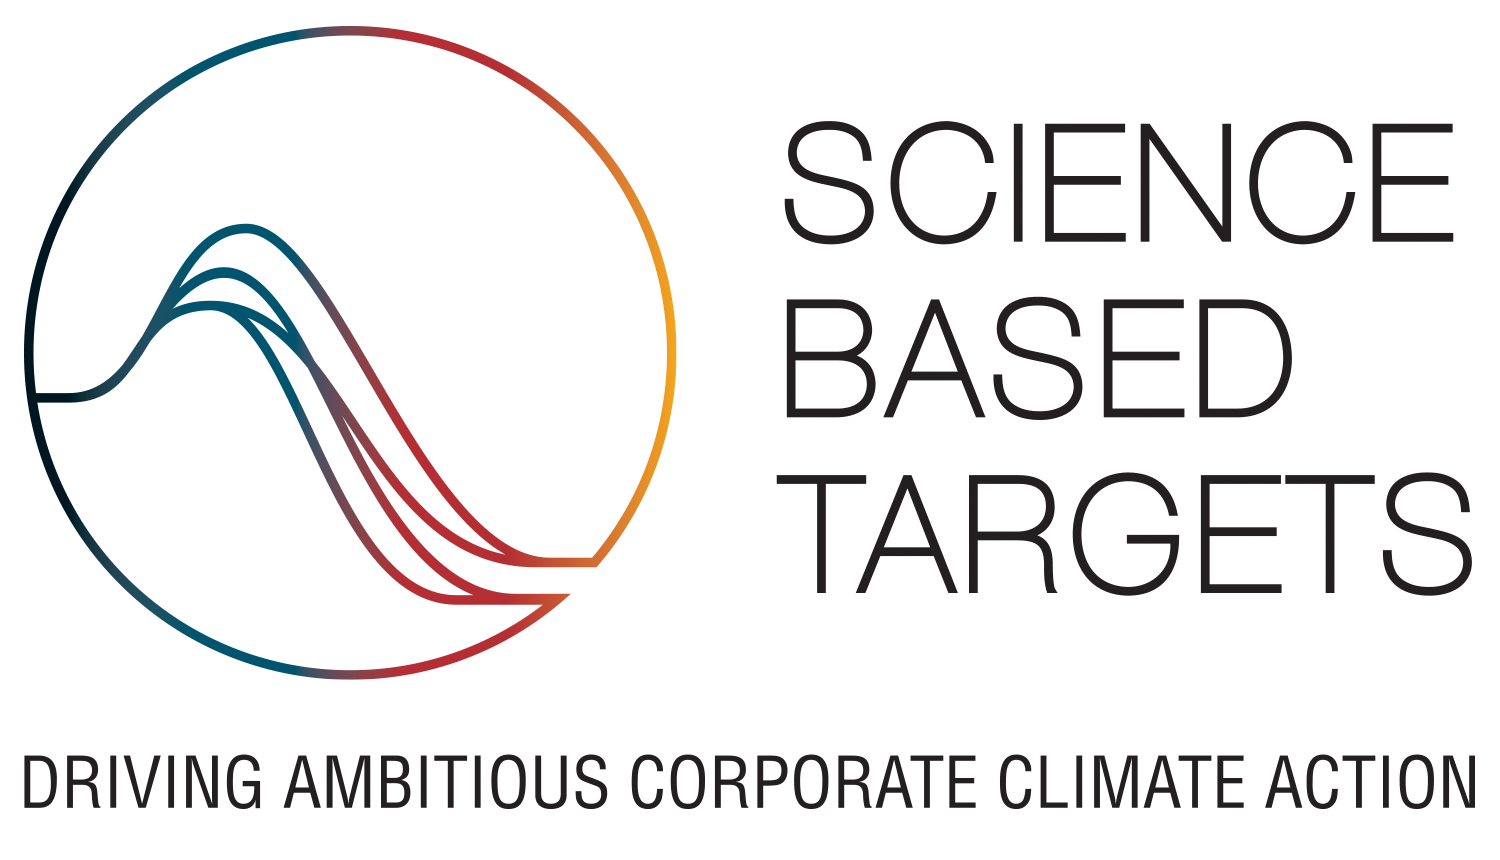 SCIENCE
BASED
TARGETS
DRIVING AMBITIOUS CORPORATE CLIMATE ACTION